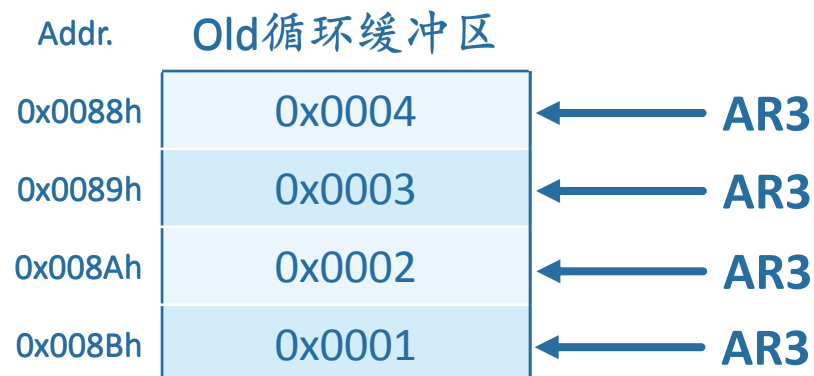 Addr. Old循环缓冲区
0x0088h 0x0004 AR3
0x0089h 0x0003 AR3
0x008Ah 0x0002 AR3
0x008Bh 0x0001 AR3